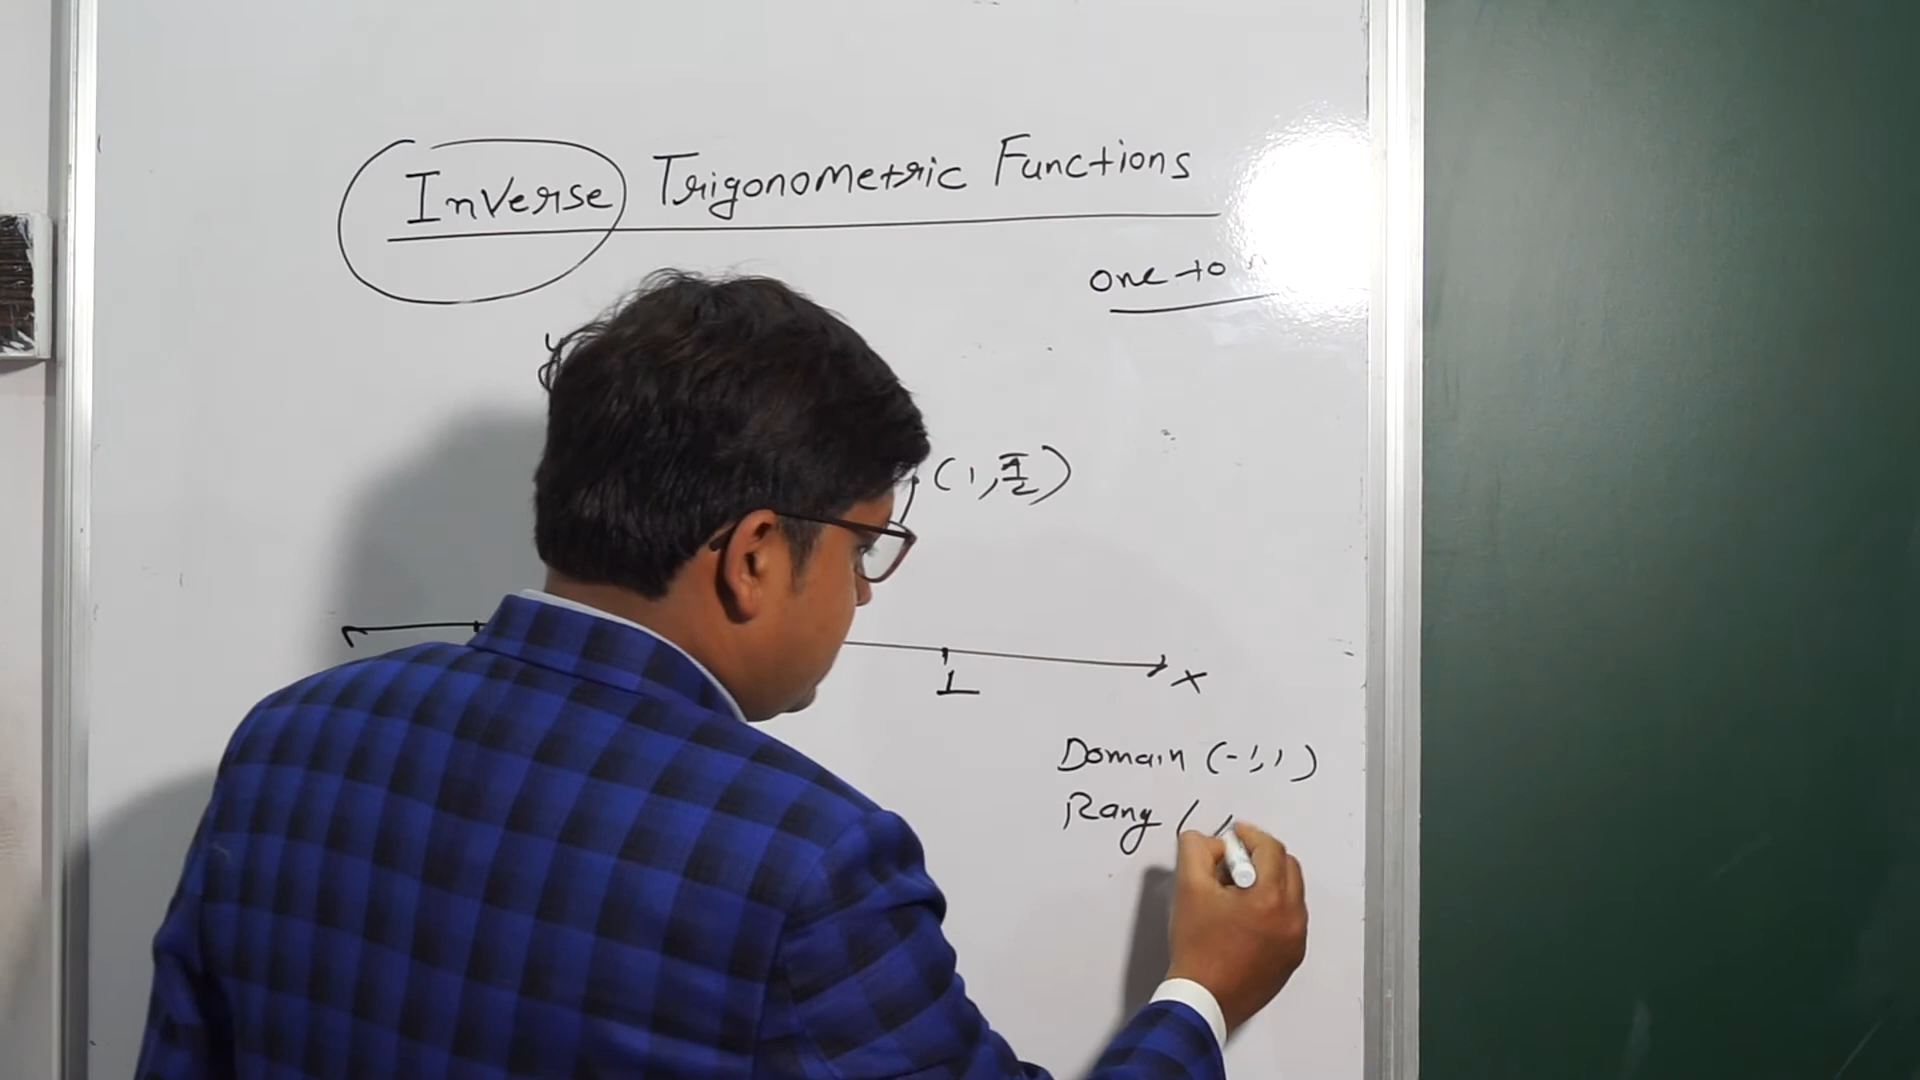 Inverse Trigonometric Functions
one to
y
(1, π/2)
1
x
Domain (-1, 1)
Rang (